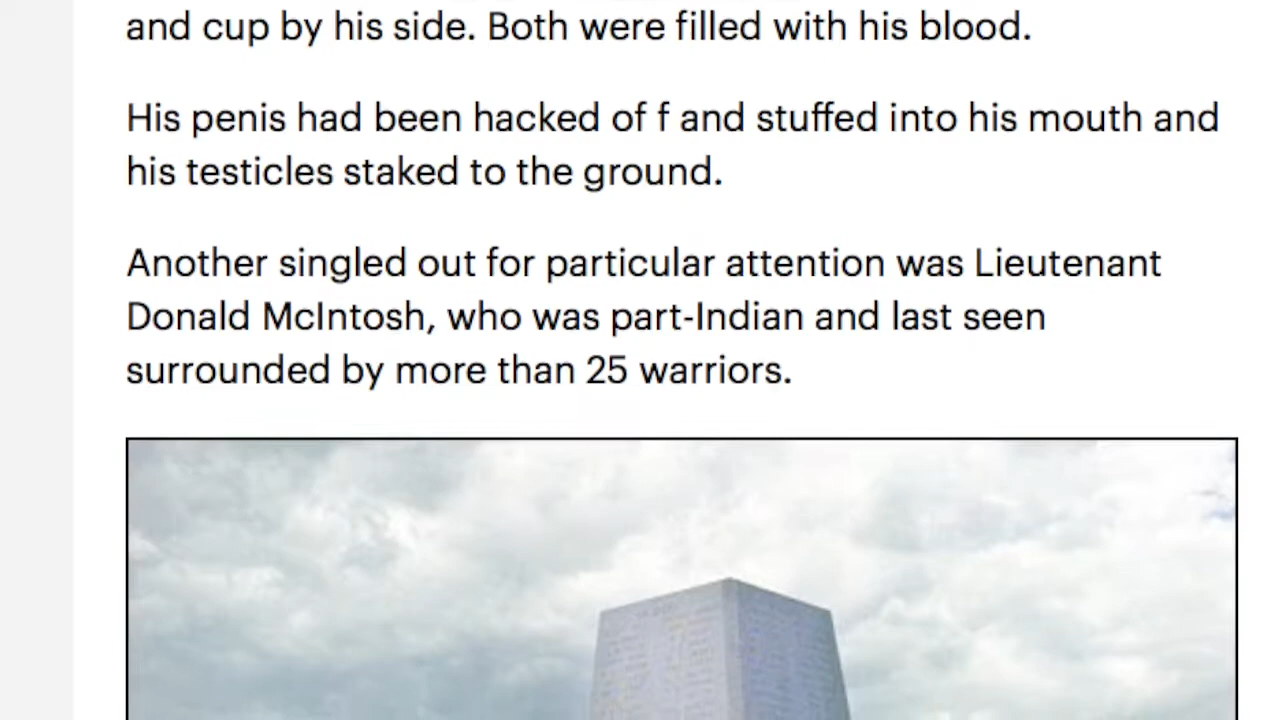 and cup by his side. Both were filled with his blood.
His penis had been hacked of f and stuffed into his mouth and
his testicles staked to the ground.
Another singled out for particular attention was Lieutenant
Donald McIntosh, who was part-Indian and last seen
surrounded by more than 25 warriors.